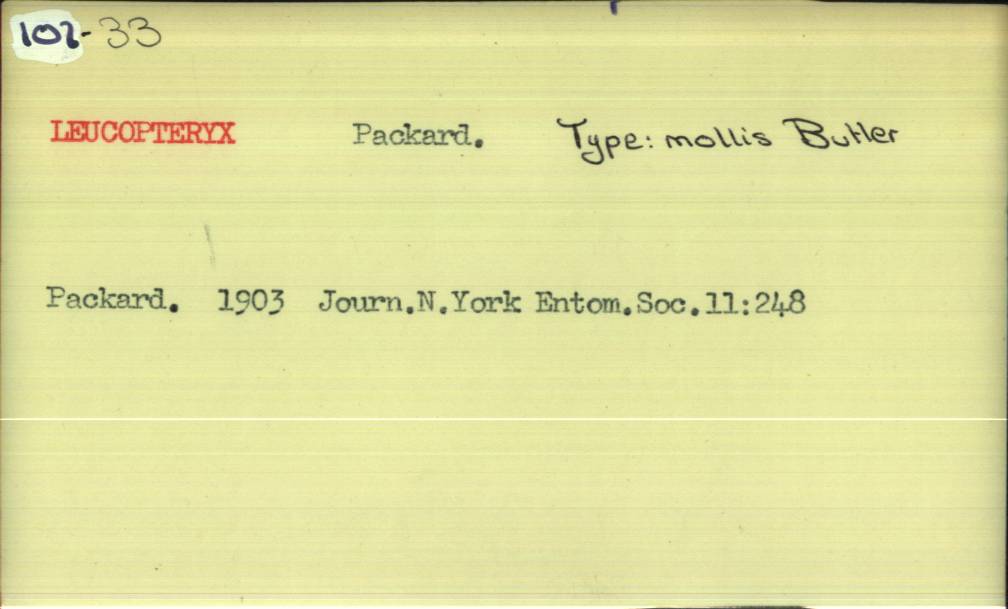 102-33
LEUCOPTERYX Packard. Type: mollis Butler
Packard. 1903 Journ.N.York Entom.Soc.11:248